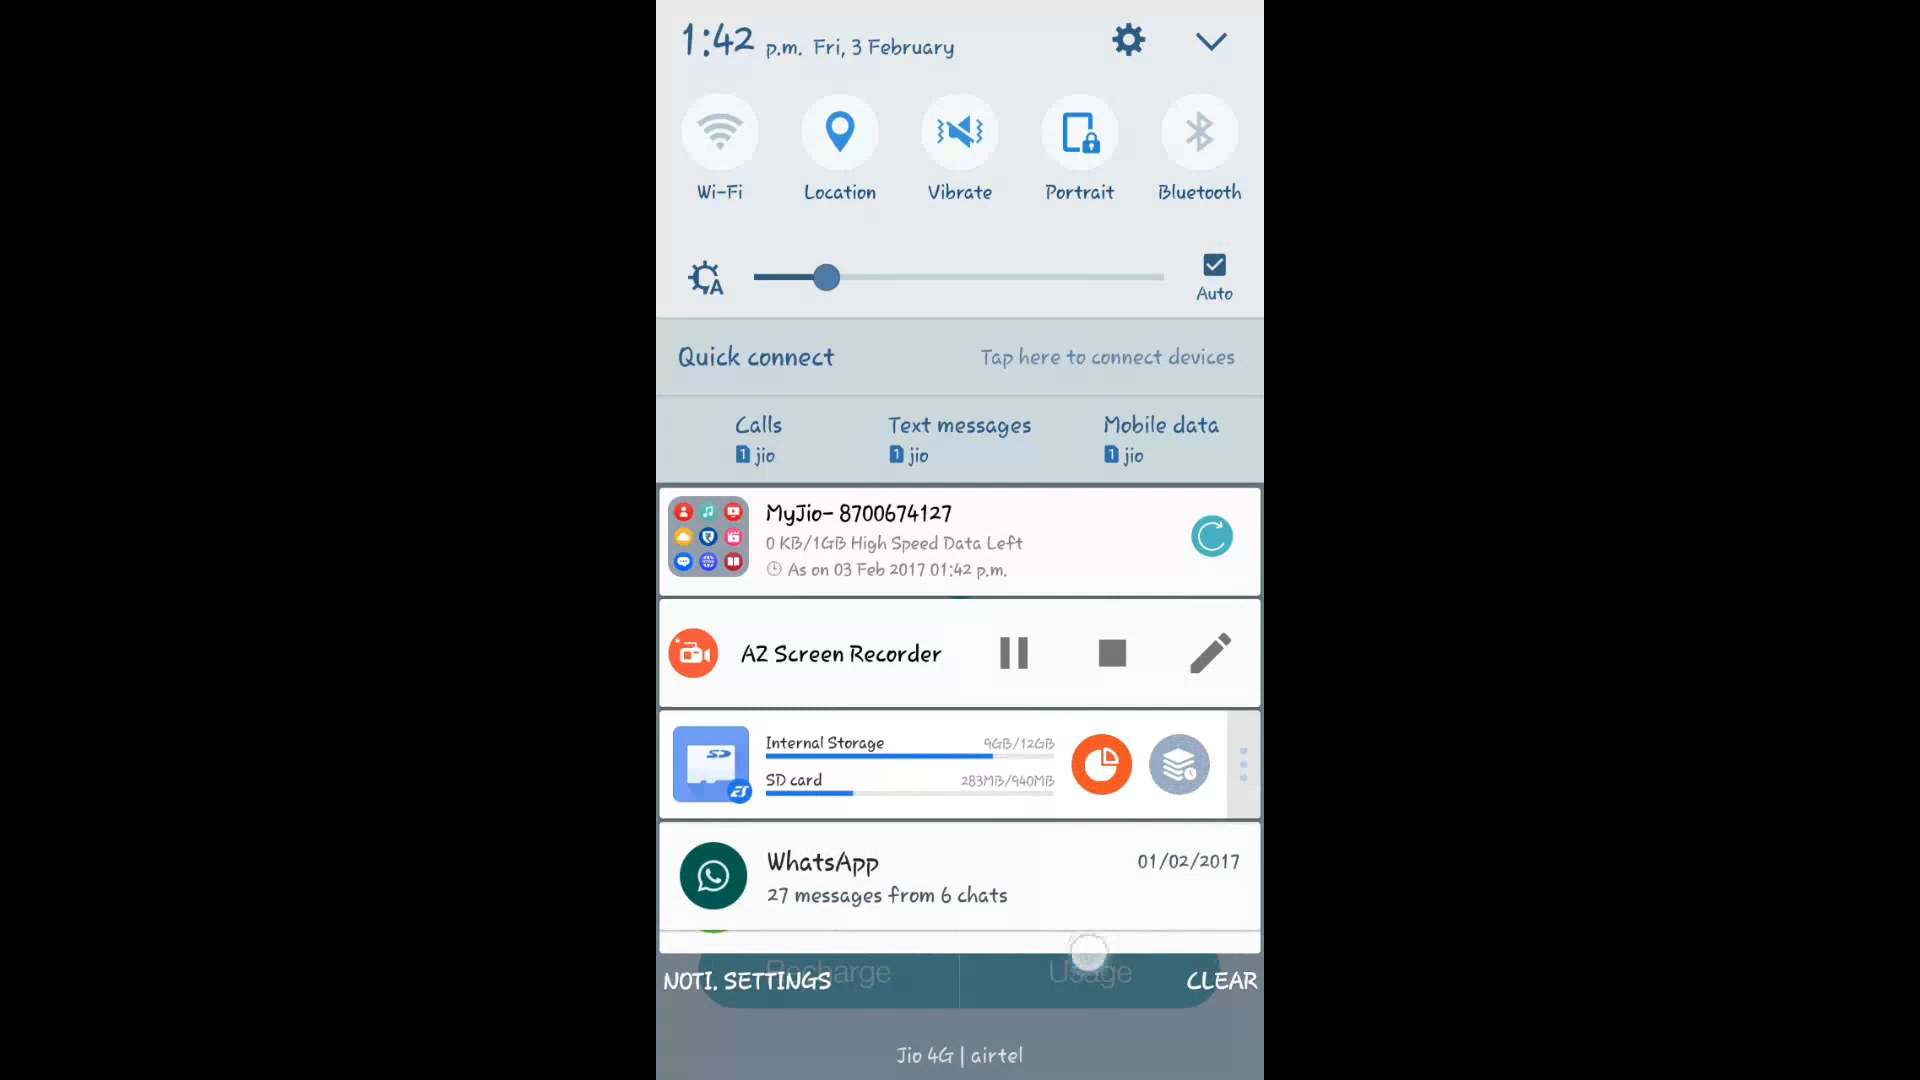 1:42 p.m. Fri, 3 February
Wi-Fi Location Vibrate Portrait Bluetooth
A
Auto
Quick connect Tap here to connect devices
Calls Text messages Mobile data
1 jio 1 jio 1 jio
MyJio- 8700674127
0 KB/1GB High Speed Data Left
As on 03 Feb 2017 01:42 p.m.
AZ Screen Recorder
Internal Storage 9GB/12GB
SD
SD card 283MB/940MB
WhatsApp 01/02/2017
27 messages from 6 chats
Recharge Usage
NOTI. SETTINGS CLEAR
Jio 4G | airtel